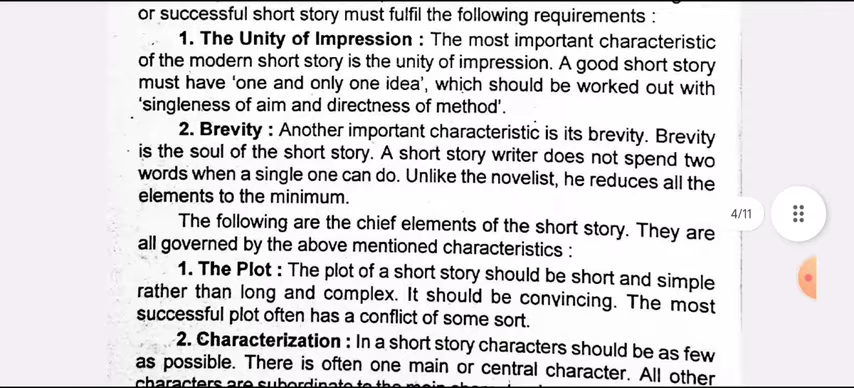 or successful short story must fulfil the following requirements :
1. The Unity of Impression : The most important characteristic
of the modern short story is the unity of impression. A good short story
must have 'one and only one idea', which should be worked out with
'singleness of aim and directness of method'.
2. Brevity : Another important characteristic is its brevity. Brevity
is the soul of the short story. A short story writer does not spend two
words when a single one can do. Unlike the novelist, he reduces all the
elements to the minimum.
The following are the chief elements of the short story. They are
all governed by the above mentioned characteristics :
4/11
1. The Plot : The plot of a short story should be short and simple
rather than long and complex. It should be convincing. The most
successful plot often has a conflict of some sort.
2. Characterization : In a short story characters should be as few
as possible. There is often one main or central character. All other
characters are subordinate to the main